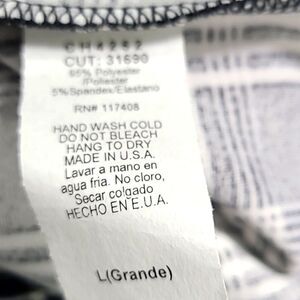 CH4252
CUT: 31690
95% Polyester
/Poliester
5%Spandex/Elastano
RN# 117408
HAND WASH COLD
DO NOT BLEACH
HANG TO DRY
MADE IN U.S.A.
Lavar a mano en
agua fria. No cloro,
Secar colgado
HECHO EN E.U.A.
L(Grande)